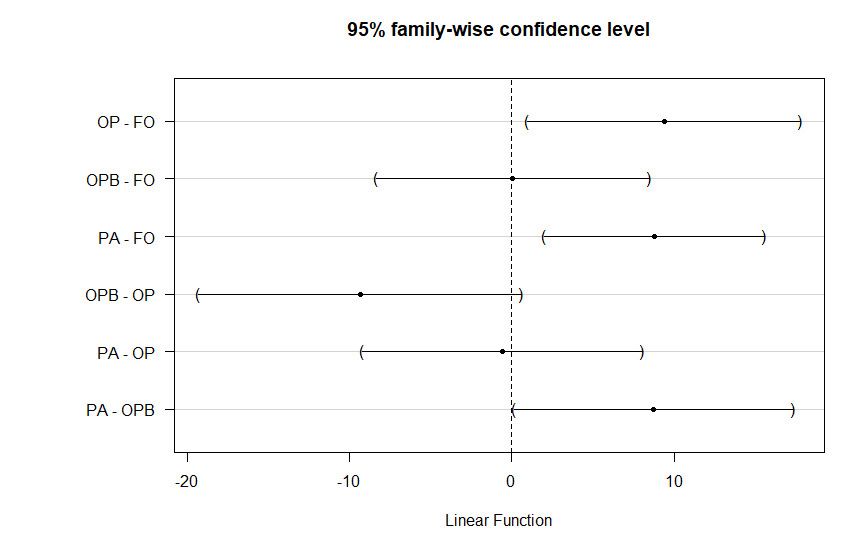 95% family-wise confidence level
OP - FO
OPB - FO
PA - FO
OPB - OP
PA - OP
PA - OPB
-20 -10 0 10
Linear Function